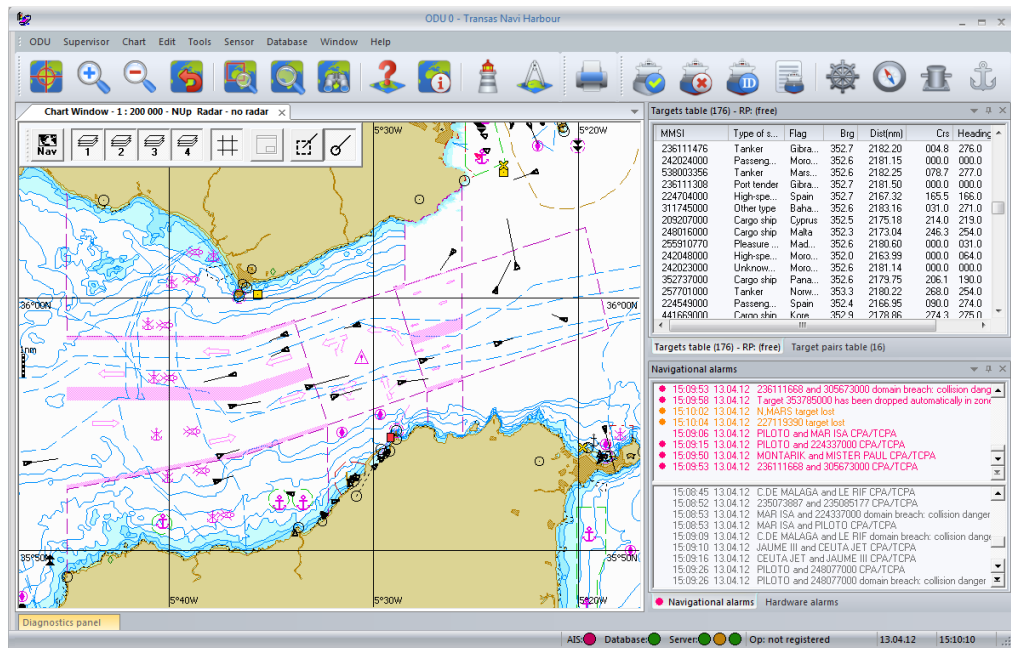 ODU 0 - Transas Navi Harbour
ODU Supervisor Chart Edit Tools Sensor Database Window Help
ID
Chart Window - 1 : 200 000 - NUp Radar - no radar x
Nav 1 2 3 4
5°30W 5°20W
36°00N 36°00N
1nm
35°50N 35°50N
5°40W 5°30W 5°20W
Targets table (176) - RP: (free)
MMSI Type of s... Flag Brg Dist(nm) Crs Heading
236111476 Tanker Gibra... 352.7 2182.20 004.8 276.0
242024000 Passeng... Moro... 352.6 2181.15 000.0 000.0
538003356 Tanker Mars... 352.6 2182.25 078.7 277.0
236111308 Port tender Gibra... 352.7 2181.50 000.0 000.0
224704000 High-spe... Spain 352.7 2167.32 165.5 166.0
311745000 Other type Baha... 352.6 2183.16 031.0 271.0
209207000 Cargo ship Cyprus 352.5 2175.18 214.0 219.0
248016000 Cargo ship Malta 352.3 2173.04 246.3 254.0
255910770 Pleasure ... Mad... 352.6 2180.60 000.0 031.0
242048000 High-spe... Moro... 352.0 2163.99 000.0 064.0
242023000 Unknow... Moro... 352.6 2181.14 000.0 000.0
352737000 Cargo ship Pana... 352.6 2179.75 206.1 190.0
257701000 Tanker Norw... 353.3 2180.22 268.0 254.0
224549000 Passeng... Spain 352.4 2166.95 090.0 274.0
441669000 Cargo ship Kore... 352.9 2178.86 274.3 275.0
Targets table (176) - RP: (free) Target pairs table (16)
Navigational alarms
15:09:53 13.04.12 236111668 and 305673000 domain breach: collision dang
15:09:58 13.04.12 Target 353785000 has been dropped automatically in zone
15:10:02 13.04.12 N,MARS target lost
15:10:04 13.04.12 227119390 target lost
15:09:06 13.04.12 PILOTO and MAR ISA CPA/TCPA
15:09:15 13.04.12 PILOTO and 224337000 CPA/TCPA
15:09:50 13.04.12 MONTARIK and MISTER PAUL CPA/TCPA
15:09:53 13.04.12 236111668 and 305673000 CPA/TCPA
15:08:45 13.04.12 C.DE MALAGA and LE RIF CPA/TCPA
15:08:52 13.04.12 235073887 and 235085177 CPA/TCPA
15:08:53 13.04.12 MAR ISA and 224337000 domain breach: collision danger
15:08:53 13.04.12 MAR ISA and PILOTO CPA/TCPA
15:09:09 13.04.12 C.DE MALAGA and LE RIF domain breach: collision dange
15:09:10 13.04.12 JAUME III and CEUTA JET CPA/TCPA
15:09:16 13.04.12 CEUTA JET and JAUME III CPA/TCPA
15:09:26 13.04.12 PILOTO and 248077000 CPA/TCPA
15:09:26 13.04.12 PILOTO and 248077000 domain breach: collision danger
Navigational alarms Hardware alarms
Diagnostics panel
AIS: Database: Server: Op: not registered 13.04.12 15:10:10